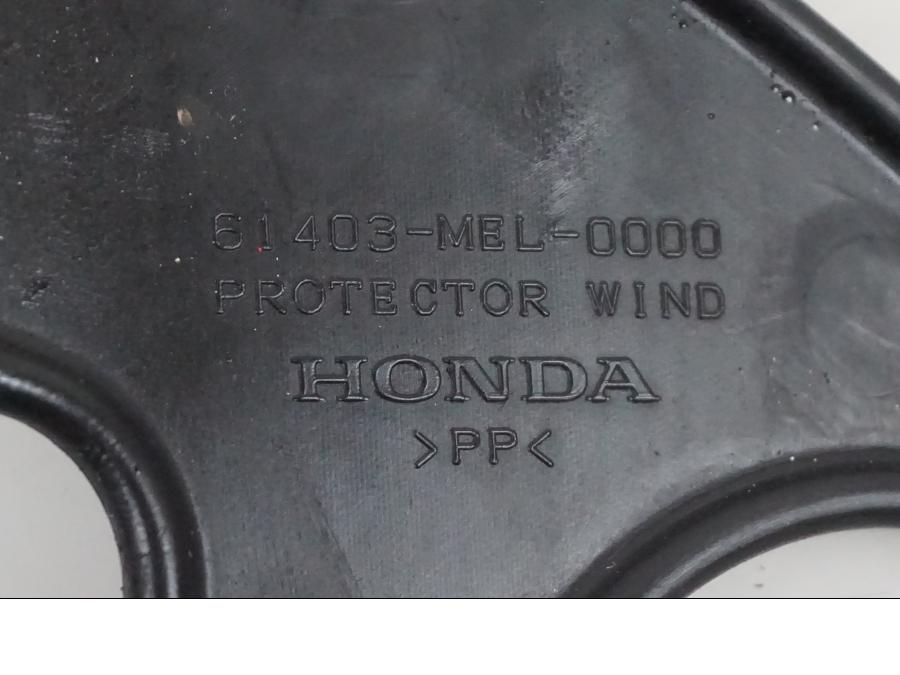 61403-MEL-0000
PROTECTOR WIND
HONDA
>PP<